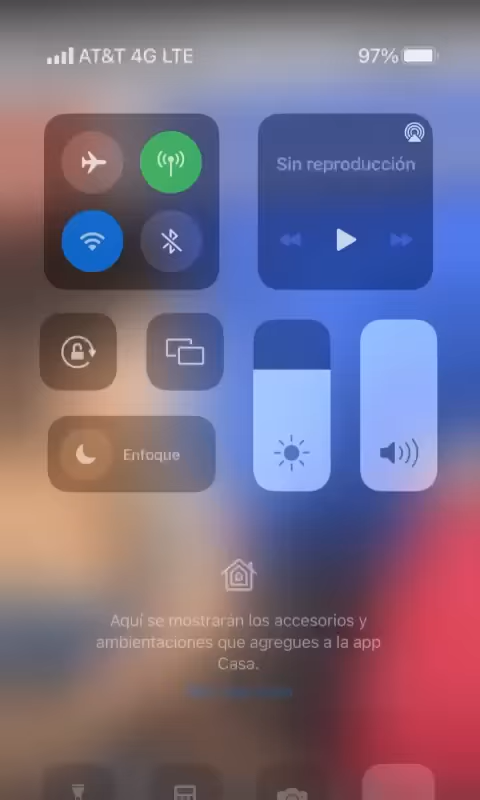 AT&T 4G LTE
97%
Sin reproducción
Enfoque
Aquí se mostrarán los accesorios y
ambientaciones que agregues a la app
Casa.